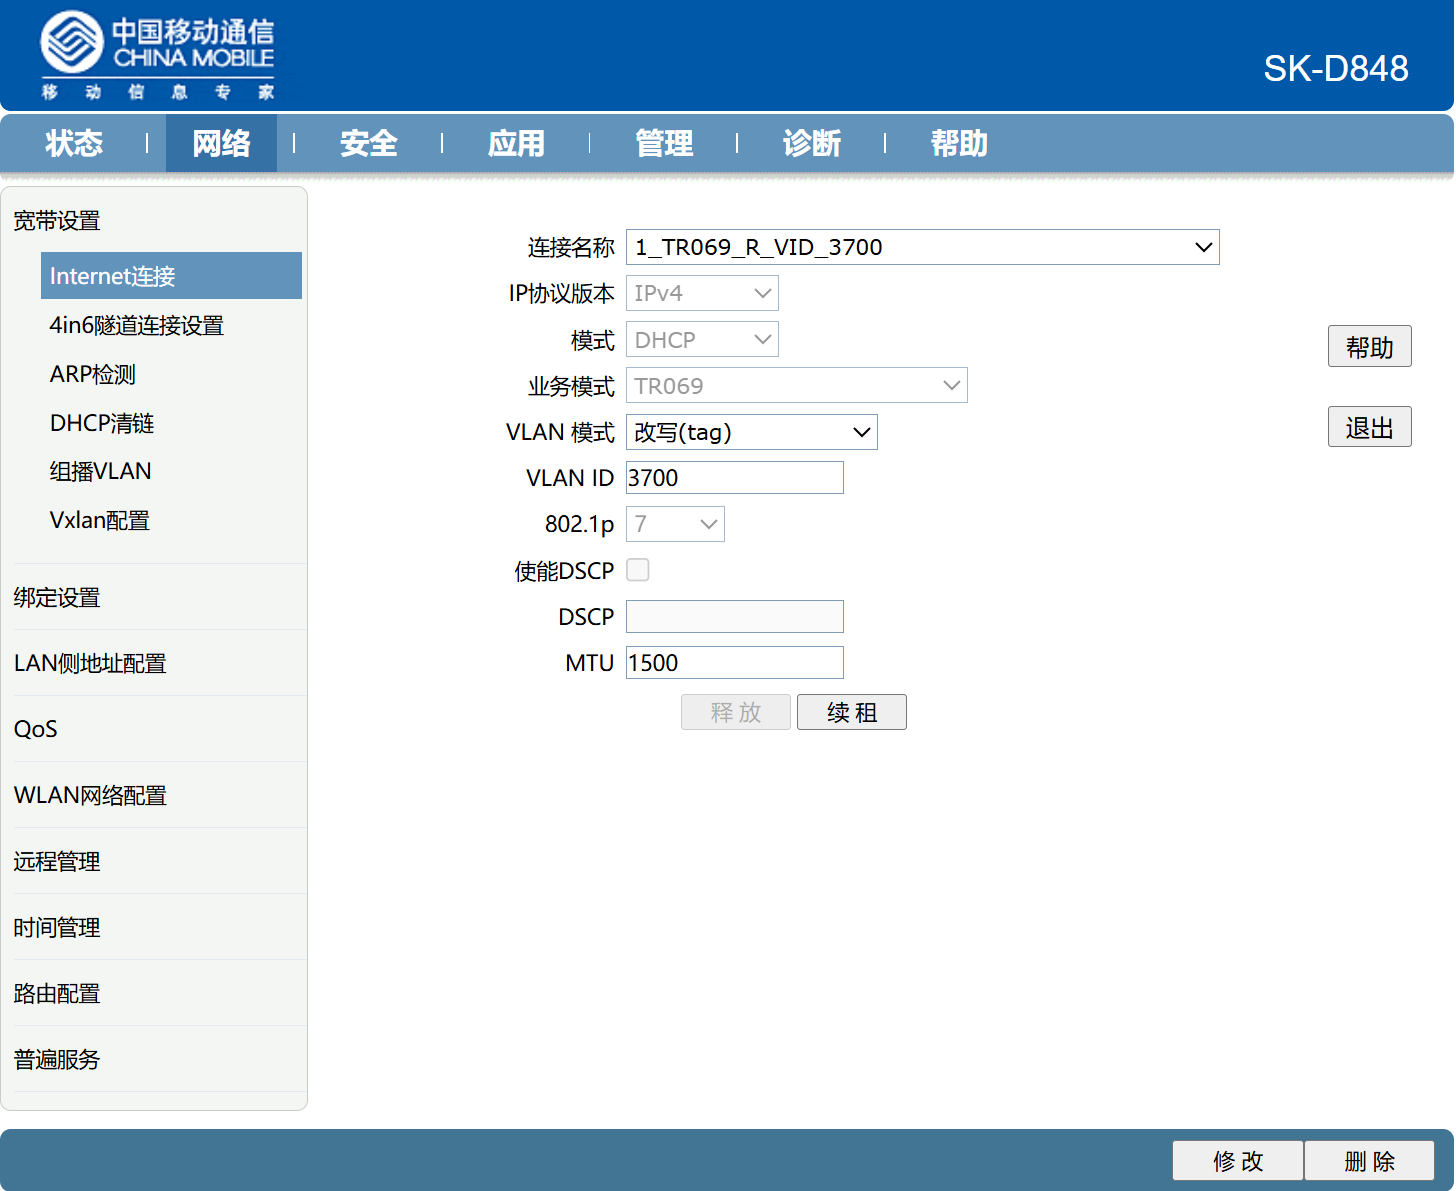 中国移动通信
CHINA MOBILE
移动信息专家
SK-D848
状态 | 网络 | 安全 | 应用 | 管理 | 诊断 | 帮助
宽带设置
Internet连接
4in6隧道连接设置
ARP检测
DHCP清链
组播VLAN
Vxlan配置
绑定设置
LAN侧地址配置
QoS
WLAN网络配置
远程管理
时间管理
路由配置
普遍服务
连接名称 1_TR069_R_VID_3700
IP协议版本 IPv4
模式 DHCP
业务模式 TR069
VLAN 模式 改写(tag)
VLAN ID 3700
802.1p 7
使能DSCP
DSCP
MTU 1500
释 放 续 租
帮助
退出
修 改 删 除